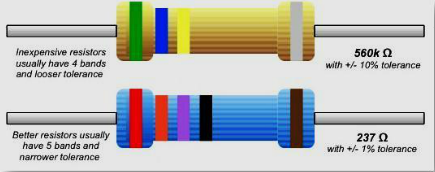 Inexpensive resistors
usually have 4 bands
and looser tolerance
560k Ω
with +/- 10% tolerance
Better resistors usually
have 5 bands and
narrower tolerance
237 Ω
with +/- 1% tolerance